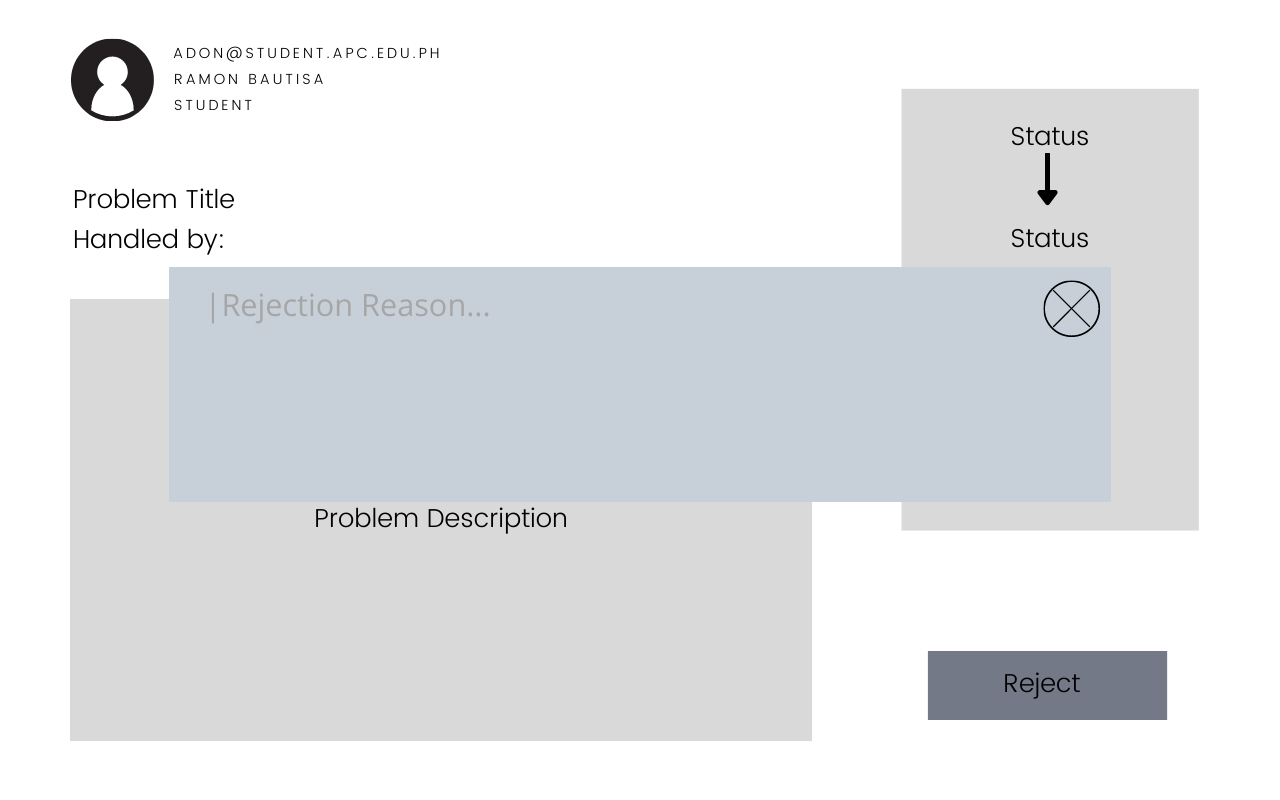 ADON@STUDENT.APC.EDU.PH
RAMON BAUTISA
STUDENT
Status
Status
Problem Title
Handled by:
Rejection Reason...
Problem Description
Reject